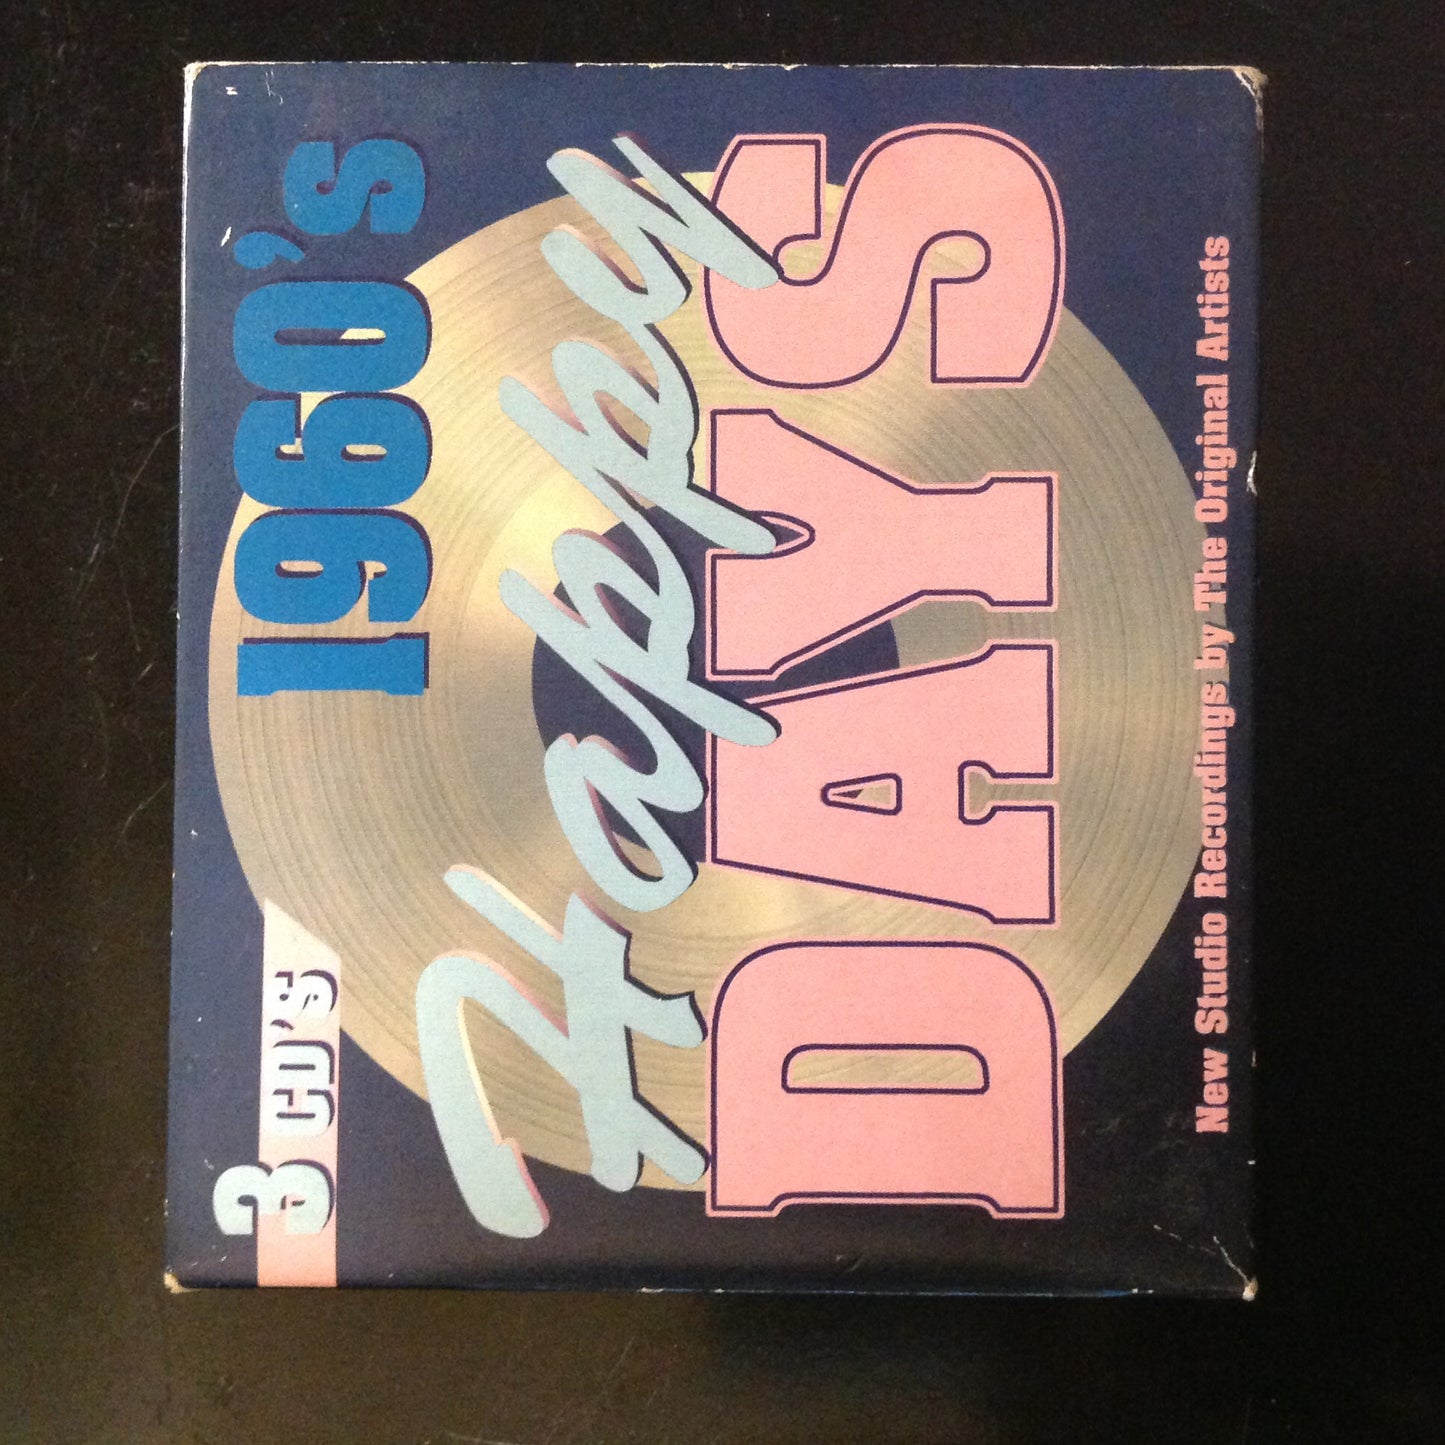 3 CD's
1960's
Happy
DAYS
New Studio Recordings by The Original Artists